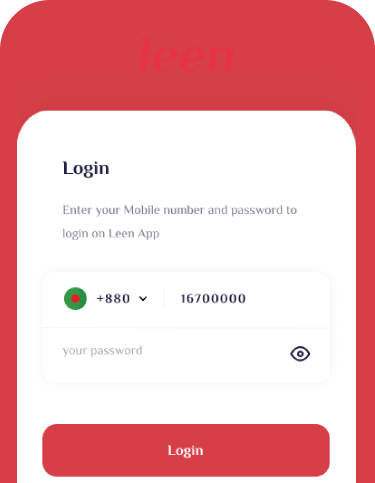 leen
Login
Enter your Mobile number and password to
login on Leen App
+880 16700000
your password
Login